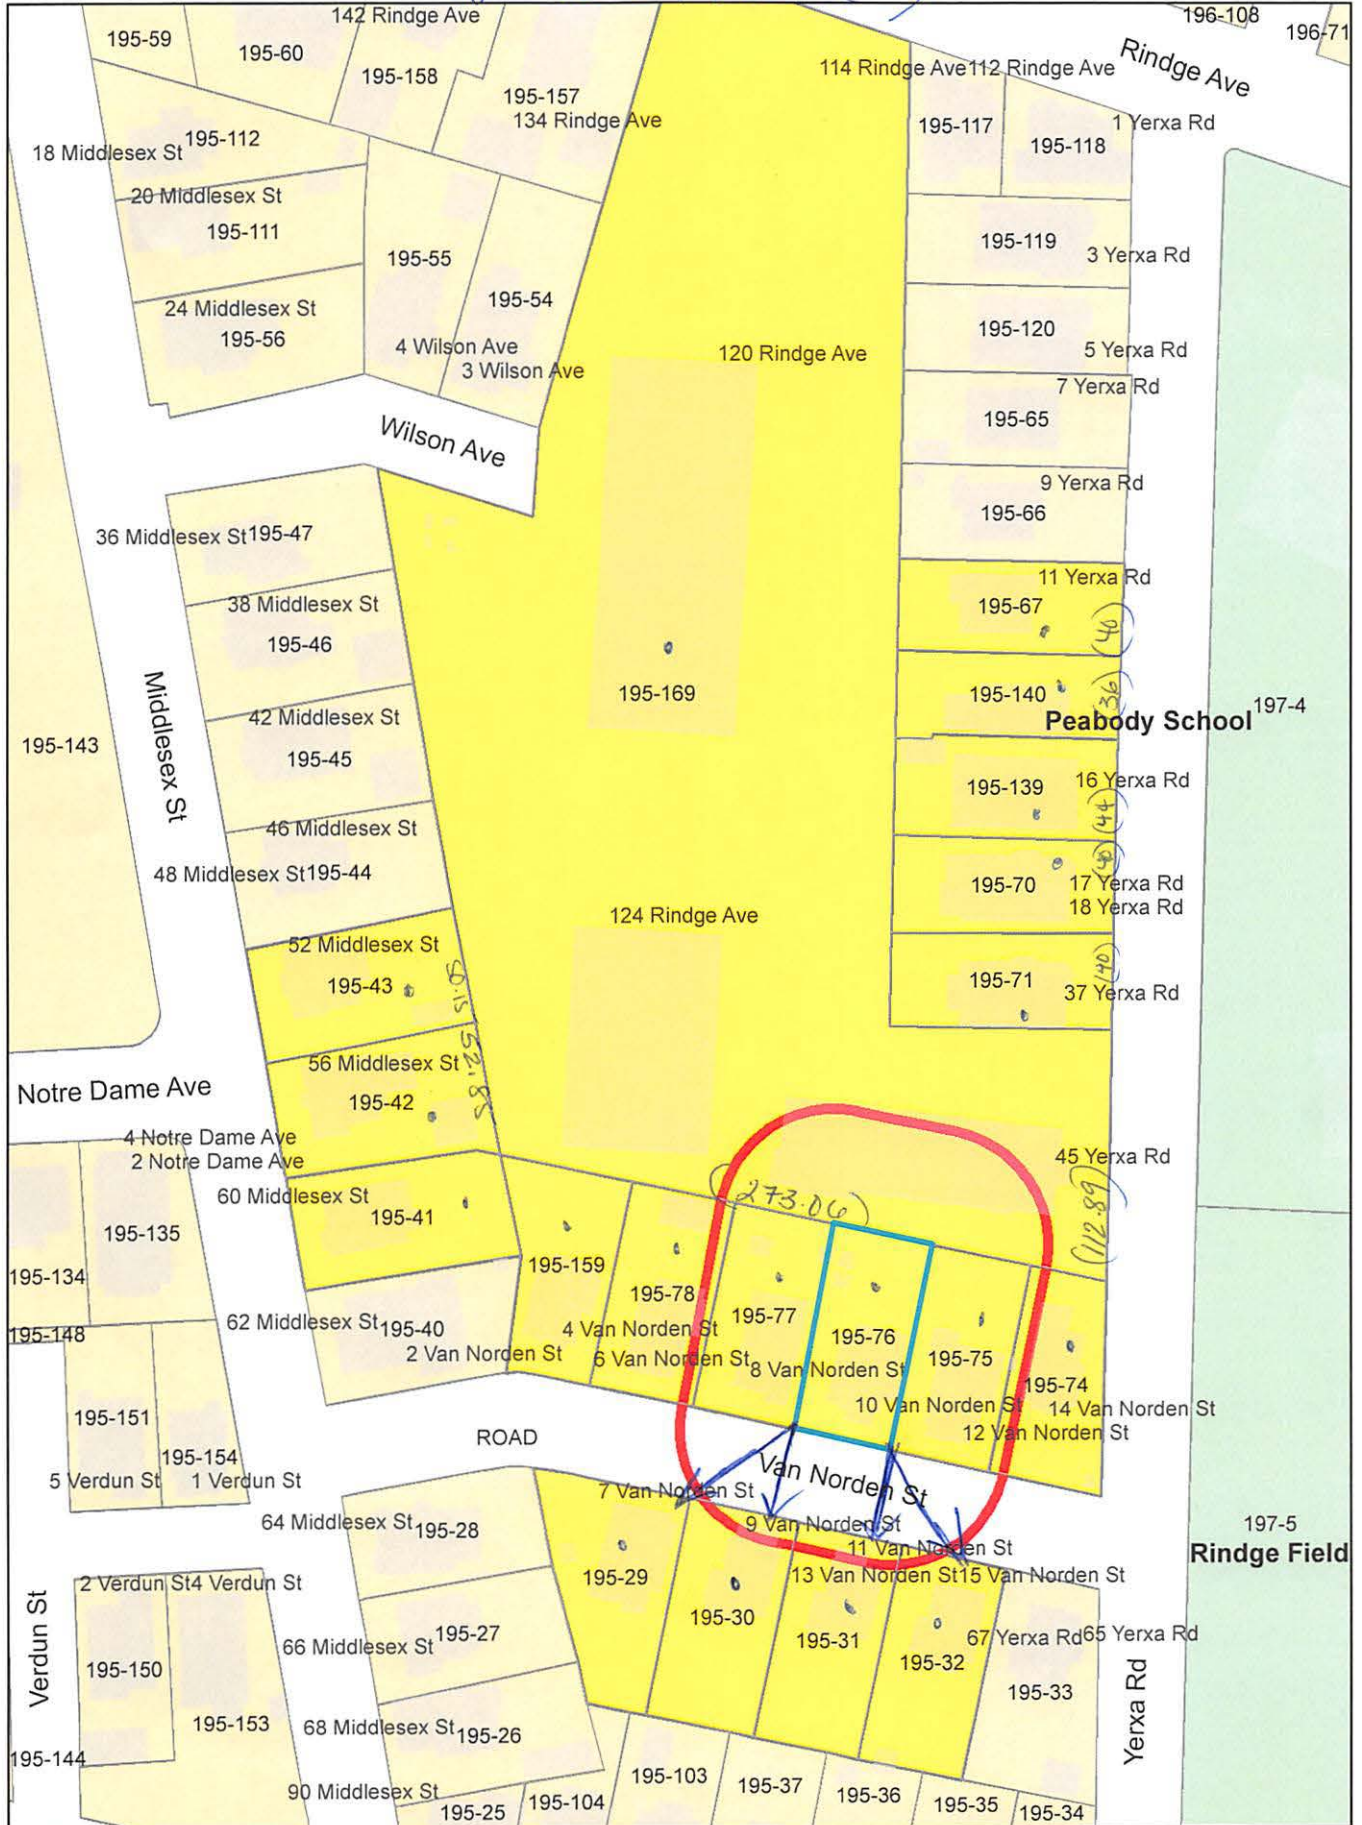 142 Rindge Ave
196-108
196-71
195-59
195-60
Rindge Ave
195-158
114 Rindge Ave
112 Rindge Ave
195-157
134 Rindge Ave
195-117
1 Yerxa Rd
195-118
195-112
18 Middlesex St
20 Middlesex St
195-111
195-119
3 Yerxa Rd
195-55
195-54
24 Middlesex St
195-56
195-120
4 Wilson Ave
120 Rindge Ave
5 Yerxa Rd
3 Wilson Ave
7 Yerxa Rd
195-65
Wilson Ave
9 Yerxa Rd
195-66
36 Middlesex St
195-47
11 Yerxa Rd
38 Middlesex St
195-67
(40)
195-46
195-169
195-140
(36)
197-4
42 Middlesex St
Peabody School
Middlesex St
195-143
195-45
195-139
16 Yerxa Rd
(44)
46 Middlesex St
48 Middlesex St
195-44
(40)
195-70
17 Yerxa Rd
18 Yerxa Rd
124 Rindge Ave
52 Middlesex St
195-43
50.15
195-71
(40)
37 Yerxa Rd
56 Middlesex St
52.85
Notre Dame Ave
195-42
4 Notre Dame Ave
2 Notre Dame Ave
45 Yerxa Rd
60 Middlesex St
195-41
(273.06)
(112.89)
195-135
195-134
195-159
195-78
195-77
195-76
195-75
195-74
195-148
62 Middlesex St
195-40
4 Van Norden St
2 Van Norden St
6 Van Norden St
8 Van Norden St
10 Van Norden St
14 Van Norden St
12 Van Norden St
195-151
ROAD
195-154
5 Verdun St
1 Verdun St
Van Norden St
7 Van Norden St
64 Middlesex St
195-28
9 Van Norden St
11 Van Norden St
197-5
Rindge Field
195-29
13 Van Norden St
15 Van Norden St
2 Verdun St
4 Verdun St
195-30
Verdun St
66 Middlesex St
195-27
195-31
67 Yerxa Rd
65 Yerxa Rd
195-32
195-150
195-33
195-153
68 Middlesex St
195-26
Yerxa Rd
195-144
90 Middlesex St
195-103
195-37
195-36
195-25
195-104
195-35
195-34